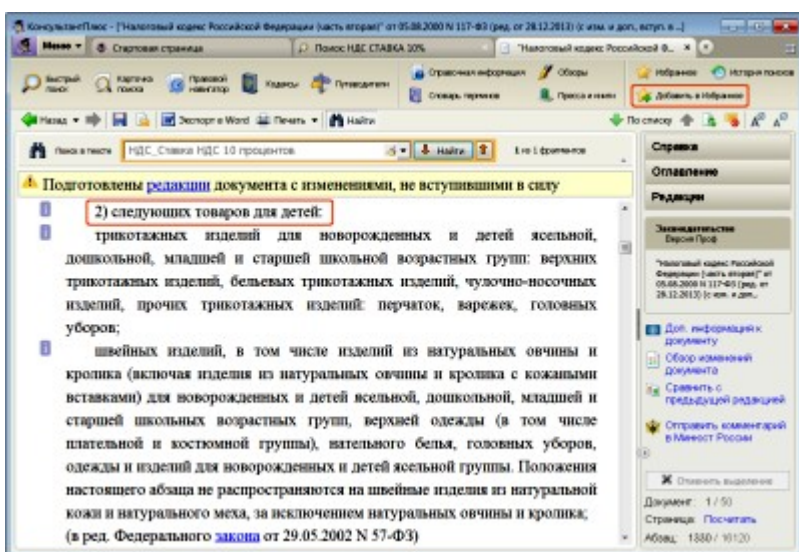 КонсультантПлюс - ["Налоговый кодекс Российской Федерации (часть вторая)" от 05.08.2000 N 117-ФЗ (ред. от 28.12.2013) (с изм. и доп., вступ. в ...]
Меню Стартовая страница Поиск: НДС СТАВКА 10% "Налоговый кодекс Российской Ф...
Быстрый поиск Карточка поиска Правовой навигатор Кодексы Путеводители Справочная информация Обзоры Избранное История поисков
Словарь терминов Пресса и книги Добавить в Избранное
Назад Экспорт в Word Печать Найти По списку
Поиск в тексте НДС_Ставка НДС 10 процентов Найти 1 из 1 фрагментов
Подготовлены редакции документа с изменениями, не вступившими в силу
2) следующих товаров для детей:
трикотажных изделий для новорожденных и детей ясельной,
дошкольной, младшей и старшей школьной возрастных групп: верхних
трикотажных изделий, бельевых трикотажных изделий, чулочно-носочных
изделий, прочих трикотажных изделий: перчаток, варежек, головных
уборов;
швейных изделий, в том числе изделий из натуральных овчины и
кролика (включая изделия из натуральных овчины и кролика с кожаными
вставками) для новорожденных и детей ясельной, дошкольной, младшей и
старшей школьных возрастных групп, верхней одежды (в том числе
плательной и костюмной группы), нательного белья, головных уборов,
одежды и изделий для новорожденных и детей ясельной группы. Положения
настоящего абзаца не распространяются на швейные изделия из натуральной
кожи и натурального меха, за исключением натуральных овчины и кролика;
(в ред. Федерального закона от 29.05.2002 N 57-ФЗ)
Справка
Оглавление
Редакции
Законодательство
Версия Проф
"Налоговый кодекс Российской
Федерации (часть вторая)" от
05.08.2000 N 117-ФЗ (ред. от
28.12.2013) (с изм. и доп...
Доп. информация к
документу
Обзор изменений
документа
Сравнить с
предыдущей редакцией
Отправить комментарий
в Минюст России
Отменить выделение
Документ: 1 / 50
Страница: Посчитать
Абзац: 1380 / 10120